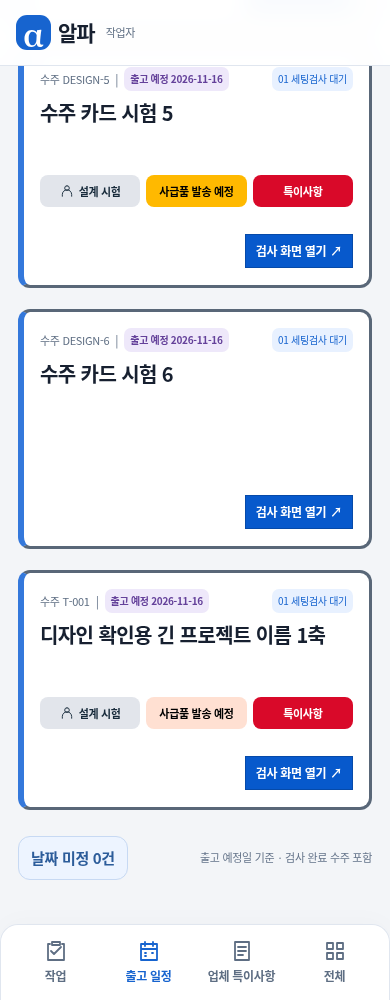 α 알파 작업자
수주 DESIGN-5 | 출고 예정 2026-11-16 01 세팅검사 대기
수주 카드 시험 5
설계 시험 사급품 발송 예정 특이사항
검사 화면 열기 ↗
수주 DESIGN-6 | 출고 예정 2026-11-16 01 세팅검사 대기
수주 카드 시험 6
검사 화면 열기 ↗
수주 T-001 | 출고 예정 2026-11-16 01 세팅검사 대기
디자인 확인용 긴 프로젝트 이름 1축
설계 시험 사급품 발송 예정 특이사항
검사 화면 열기 ↗
날짜 미정 0건 출고 예정일 기준 · 검사 완료 수주 포함
작업 출고 일정 업체 특이사항 전체